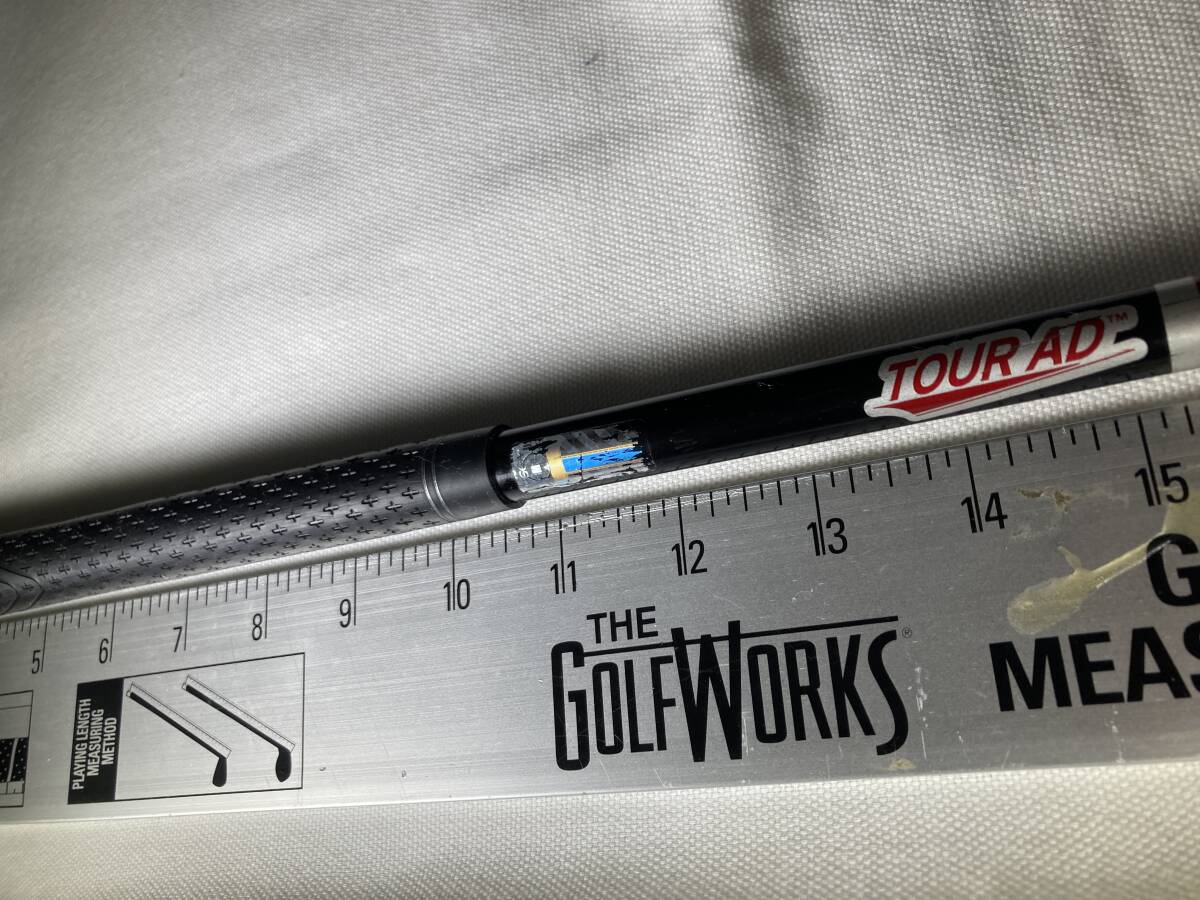 TOUR AD™
5 6 7 8 9 10 11 12 13 14 15
PLAYING LENGTH
MEASURING
METHOD
THE
GOLFWORKS®
G
MEAS